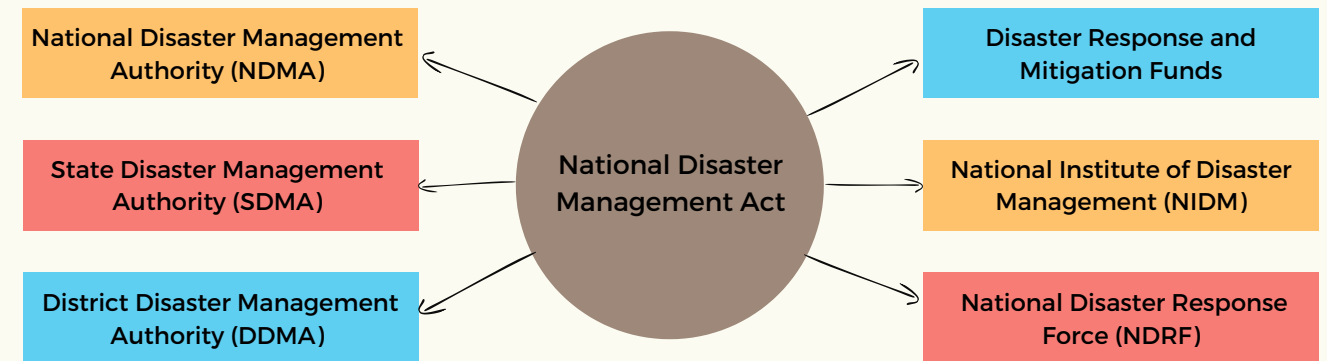 National Disaster Management
Authority (NDMA)
State Disaster Management
Authority (SDMA)
District Disaster Management
Authority (DDMA)
National Disaster
Management Act
Disaster Response and
Mitigation Funds
National Institute of Disaster
Management (NIDM)
National Disaster Response
Force (NDRF)